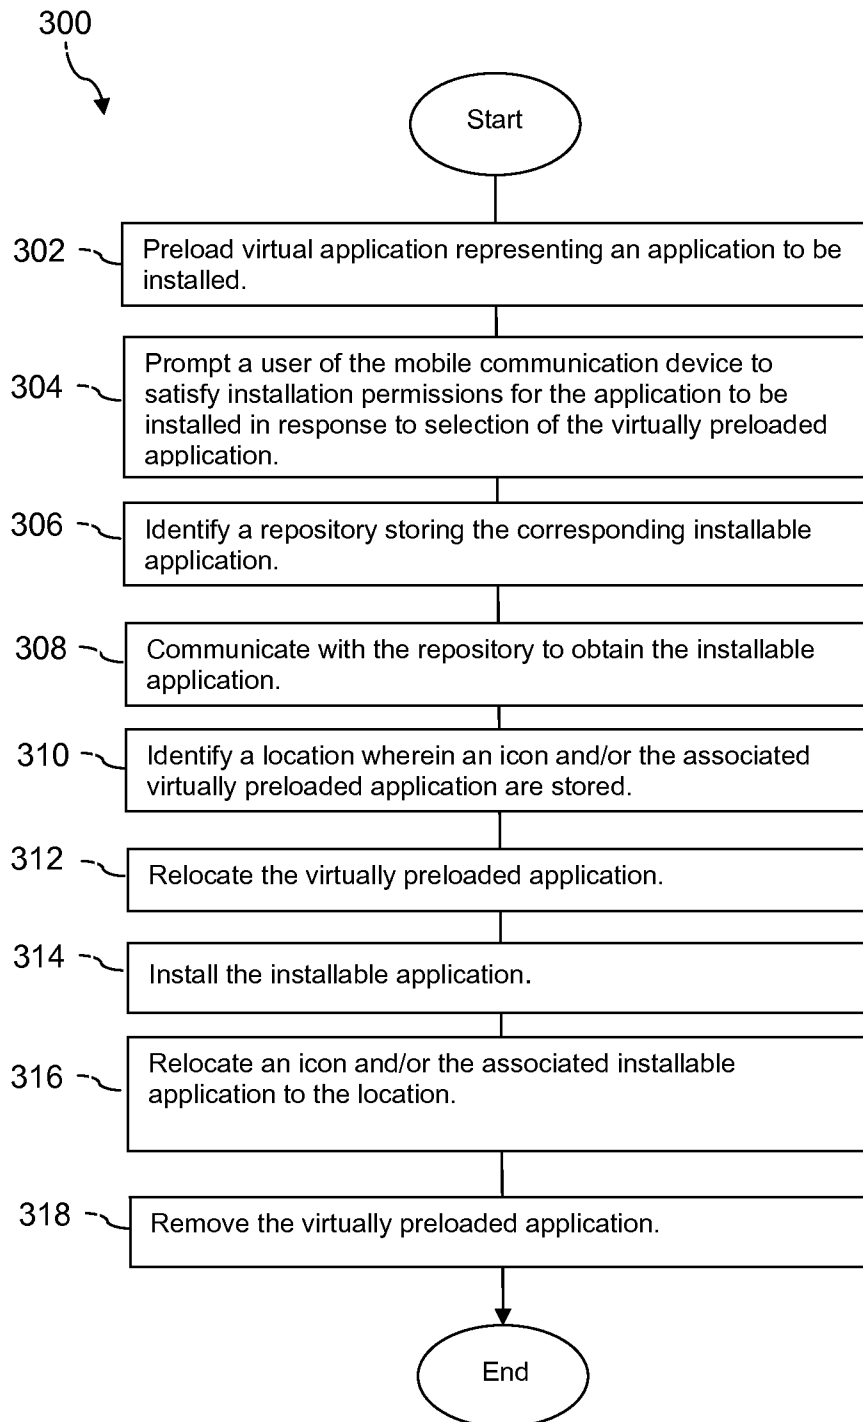 300
Start
302
Preload virtual application representing an application to be
installed.
304
Prompt a user of the mobile communication device to
satisfy installation permissions for the application to be
installed in response to selection of the virtually preloaded
application.
306
Identify a repository storing the corresponding installable
application.
308
Communicate with the repository to obtain the installable
application.
310
Identify a location wherein an icon and/or the associated
virtually preloaded application are stored.
312
Relocate the virtually preloaded application.
314
Install the installable application.
316
Relocate an icon and/or the associated installable
application to the location.
318
Remove the virtually preloaded application.
End